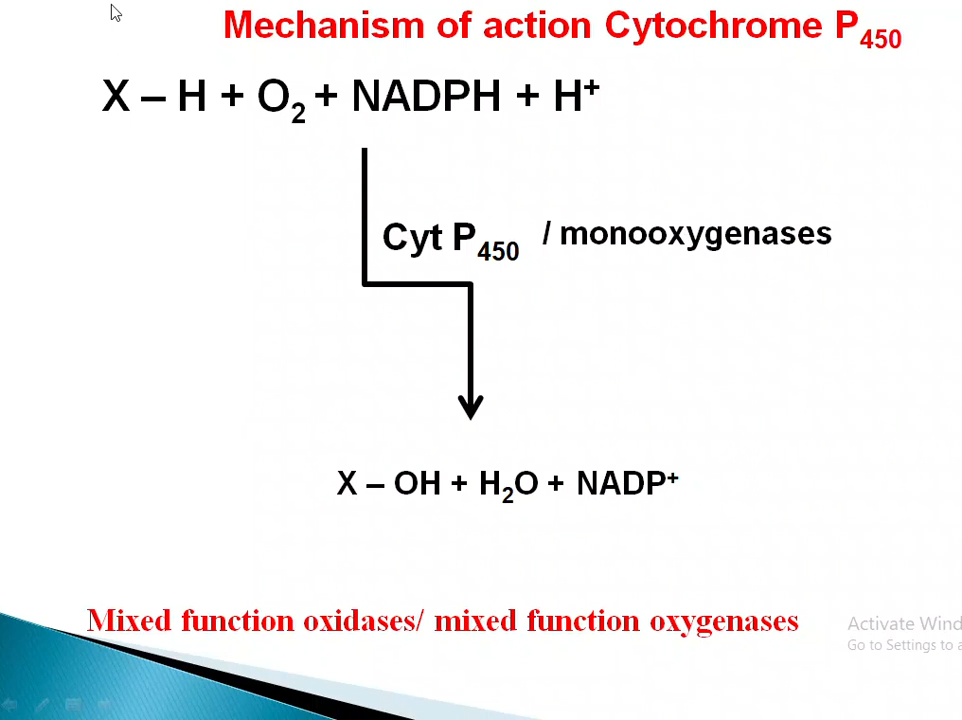 Mechanism of action Cytochrome P450
X – H + O2 + NADPH + H+
Cyt P450 / monooxygenases
X – OH + H2O + NADP+
Mixed function oxidases/ mixed function oxygenases
Activate Wind
Go to Settings to a